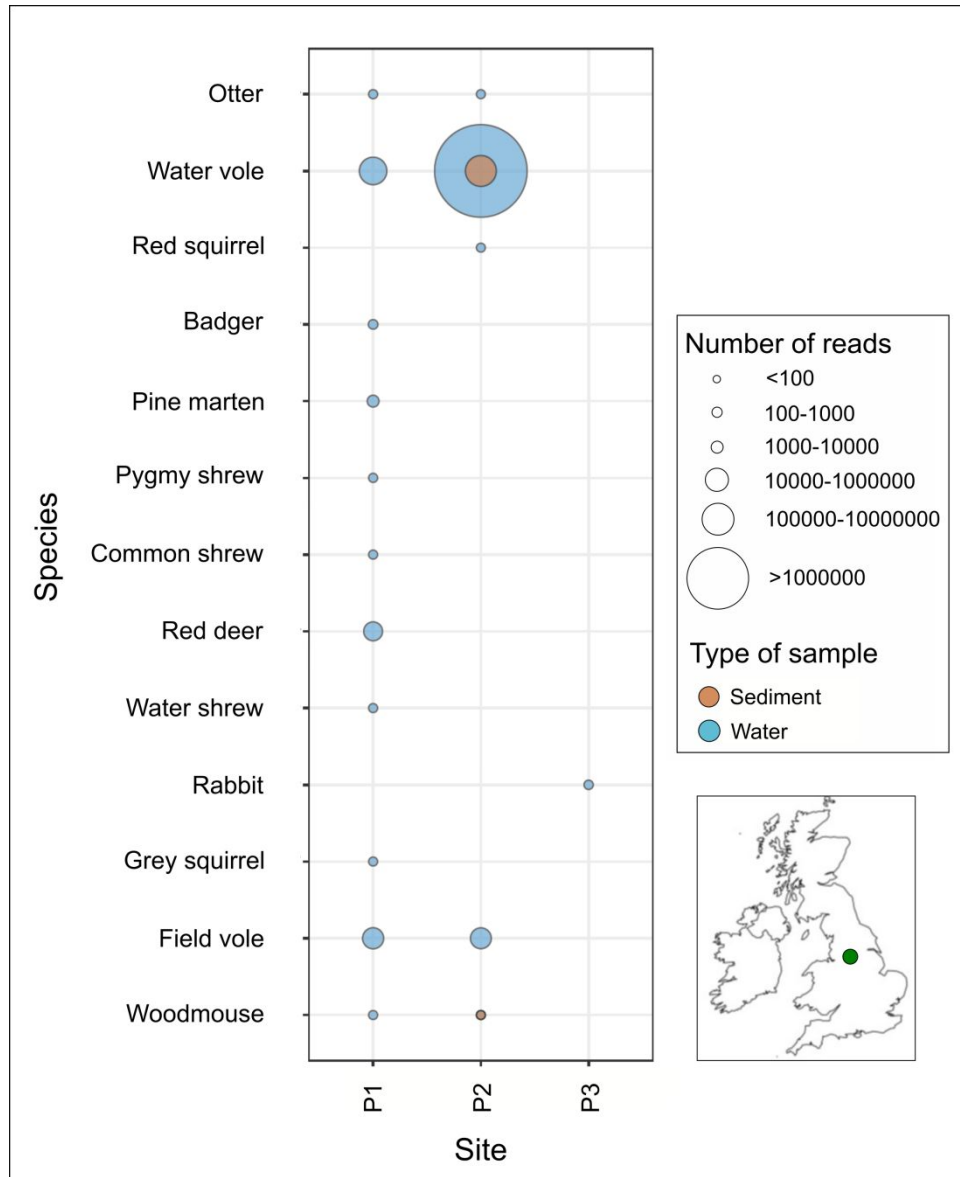 Otter
Water vole
Red squirrel
Badger
Pine marten
Pygmy shrew
Common shrew
Red deer
Water shrew
Rabbit
Grey squirrel
Field vole
Woodmouse
Species
P1
P2
P3
Site
Number of reads
<100
100-1000
1000-10000
10000-1000000
100000-10000000
>1000000
Type of sample
Sediment
Water